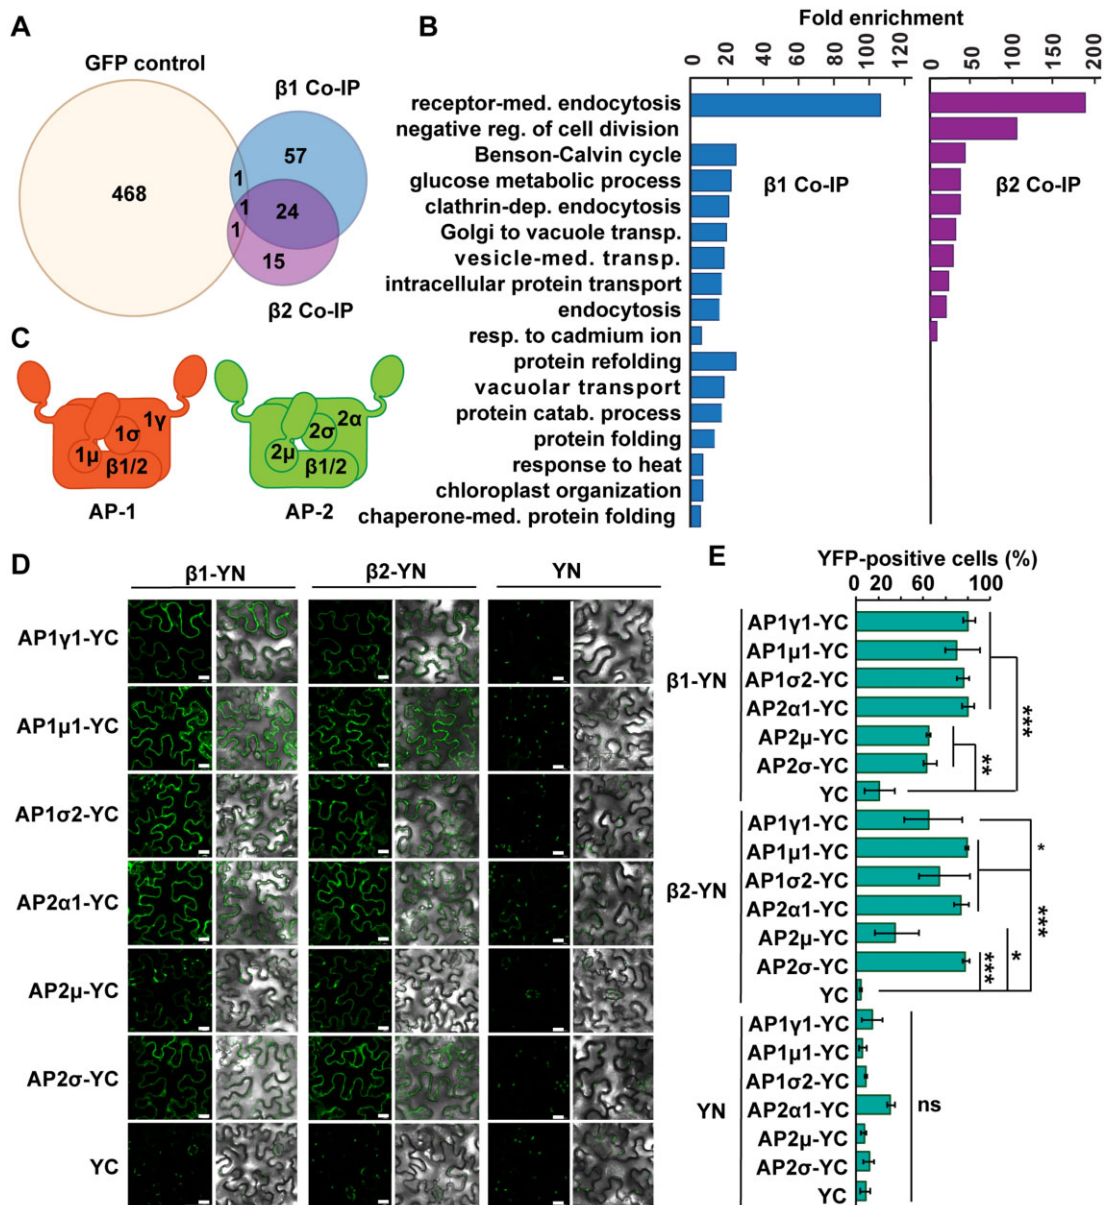 A
GFP control
β1 Co-IP
57
1
468
1
24
1
15
β2 Co-IP
B
Fold enrichment
0 20 40 60 80 100 120
0 50 100 150 200
receptor-med. endocytosis
negative reg. of cell division
Benson-Calvin cycle
glucose metabolic process
clathrin-dep. endocytosis
Golgi to vacuole transp.
vesicle-med. transp.
intracellular protein transport
endocytosis
resp. to cadmium ion
protein refolding
vacuolar transport
protein catab. process
protein folding
response to heat
chloroplast organization
chaperone-med. protein folding
β1 Co-IP
β2 Co-IP
C
1γ
1σ
1μ
β1/2
AP-1
2α
2σ
2μ
β1/2
AP-2
D
β1-YN β2-YN YN
AP1γ1-YC
AP1μ1-YC
AP1σ2-YC
AP2α1-YC
AP2μ-YC
AP2σ-YC
YC
E
YFP-positive cells (%)
0 20 60 100
β1-YN
AP1γ1-YC
AP1μ1-YC
AP1σ2-YC
AP2α1-YC
AP2μ-YC
AP2σ-YC
YC
**
***
β2-YN
AP1γ1-YC
AP1μ1-YC
AP1σ2-YC
AP2α1-YC
AP2μ-YC
AP2σ-YC
YC
*
***
*
***
YN
AP1γ1-YC
AP1μ1-YC
AP1σ2-YC
AP2α1-YC
AP2μ-YC
AP2σ-YC
YC
ns